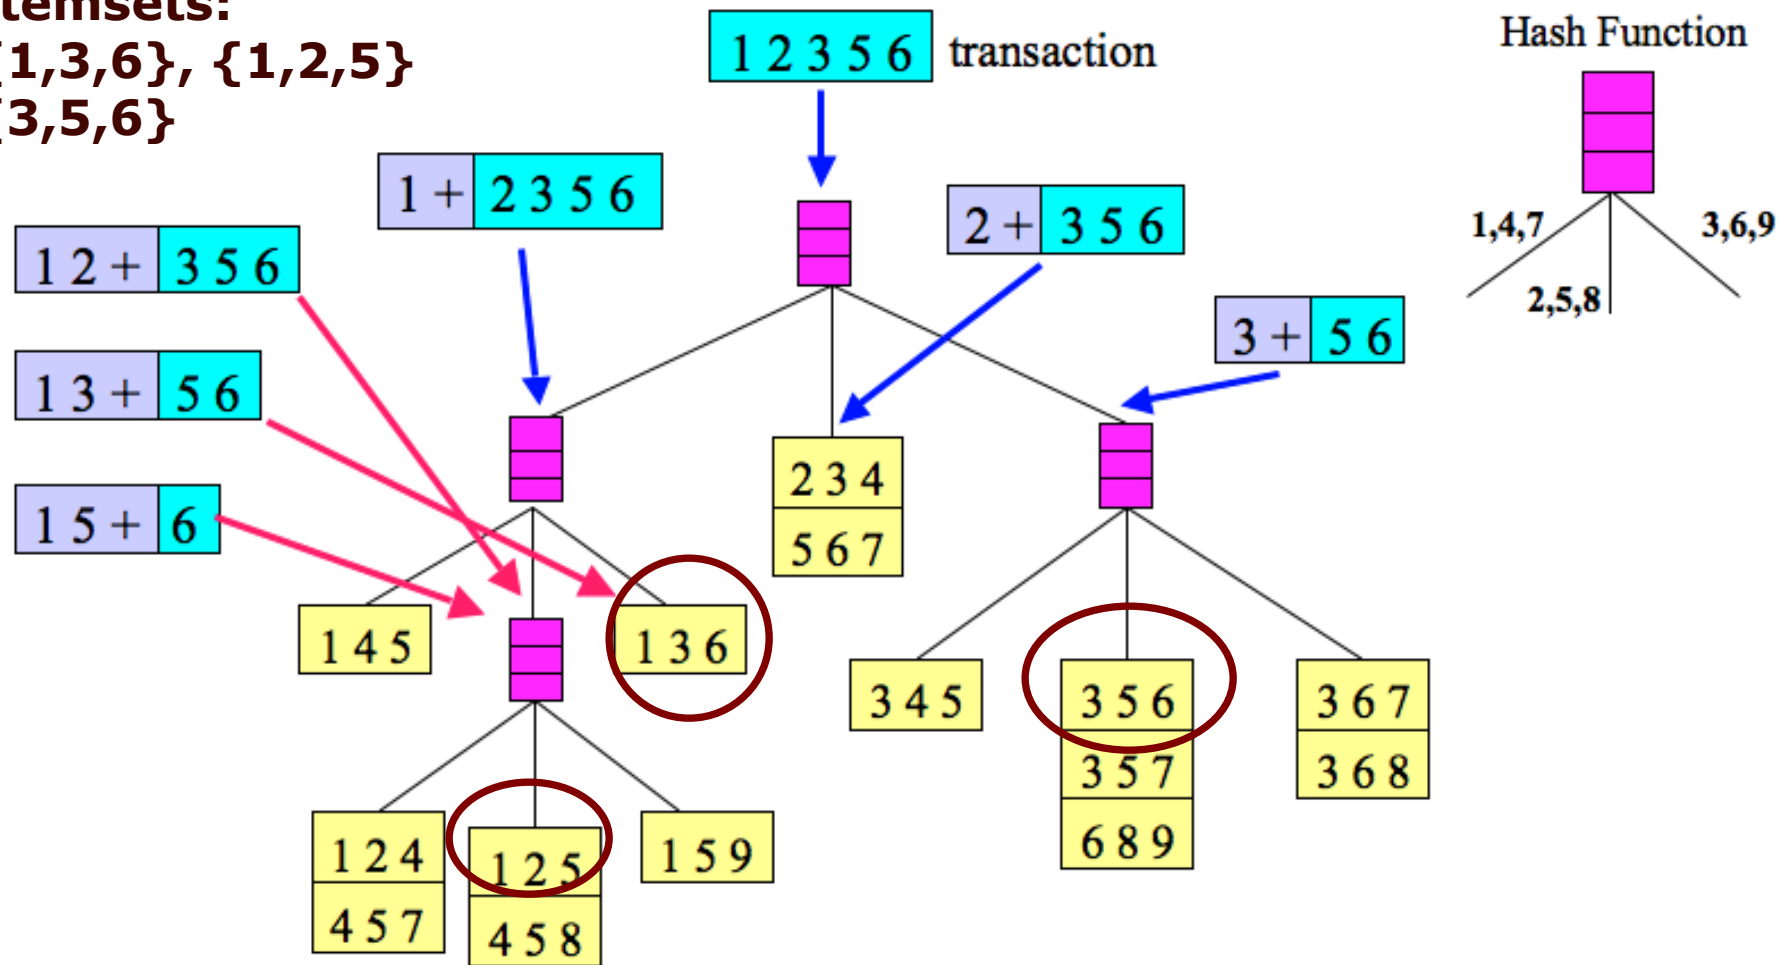 temsets:
{1,3,6}, {1,2,5}
{3,5,6}
1 2 3 5 6 transaction
Hash Function
1,4,7
3,6,9
2,5,8
1 + 2 3 5 6
2 + 3 5 6
1 2 + 3 5 6
3 + 5 6
1 3 + 5 6
1 5 + 6
2 3 4
5 6 7
1 4 5
1 3 6
3 4 5
3 5 6
3 6 7
3 5 7
3 6 8
6 8 9
1 2 4
1 2 5
1 5 9
4 5 7
4 5 8